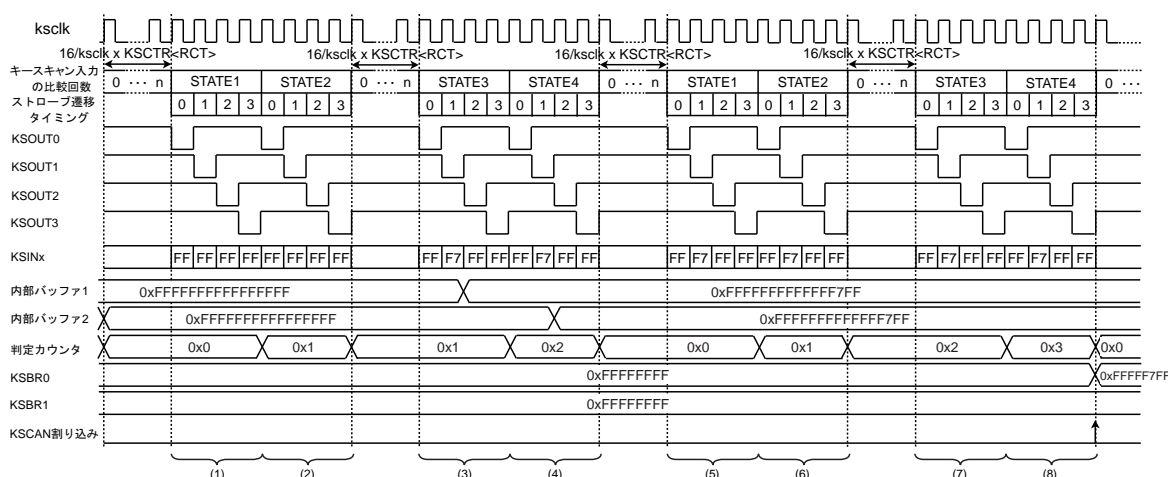 ksclk
16/ksclk x KSCTR<RCT> 16/ksclk x KSCTR<RCT> 16/ksclk x KSCTR<RCT> 16/ksclk x KSCTR<RCT>
キースキャン入力の比較回数 0 ··· n STATE1 STATE2 0 ··· n STATE3 STATE4 0 ··· n STATE1 STATE2 0 ··· n STATE3 STATE4 0 ···
ストローブ遷移タイミング 0 1 2 3 0 1 2 3 0 1 2 3 0 1 2 3 0 1 2 3 0 1 2 3 0 1 2 3 0 1 2 3
KSOUT0
KSOUT1
KSOUT2
KSOUT3
KSINx FF FF FF FF FF FF FF FF FF F7 FF FF FF F7 FF FF FF F7 FF FF FF F7 FF FF FF F7 FF FF FF F7 FF FF
内部バッファ1 0xFFFFFFFFFFFFFFFF 0xFFFFFFFFFFFFF7FF
内部バッファ2 0xFFFFFFFFFFFFFFFF 0xFFFFFFFFFFFFF7FF
判定カウンタ 0x0 0x1 0x1 0x2 0x0 0x1 0x2 0x3 0x0
KSBR0 0xFFFFFFFF 0xFFFFF7FF
KSBR1 0xFFFFFFFF
KSCAN割り込み
(1) (2) (3) (4) (5) (6) (7) (8)